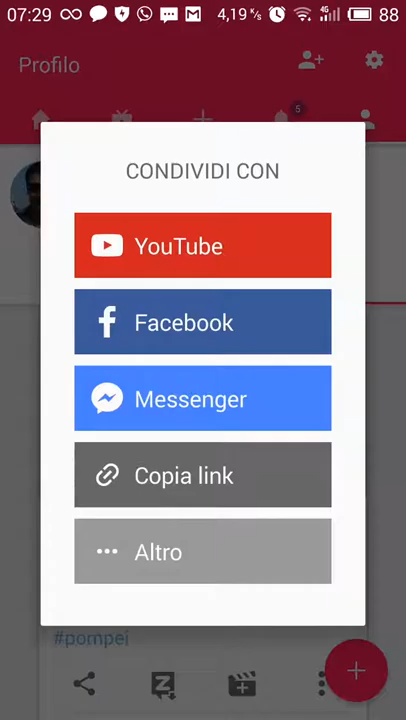 07:29 4,19 K/s 4G 88
Profilo
5
CONDIVIDI CON
YouTube
Facebook
Messenger
Copia link
Altro
#pompei